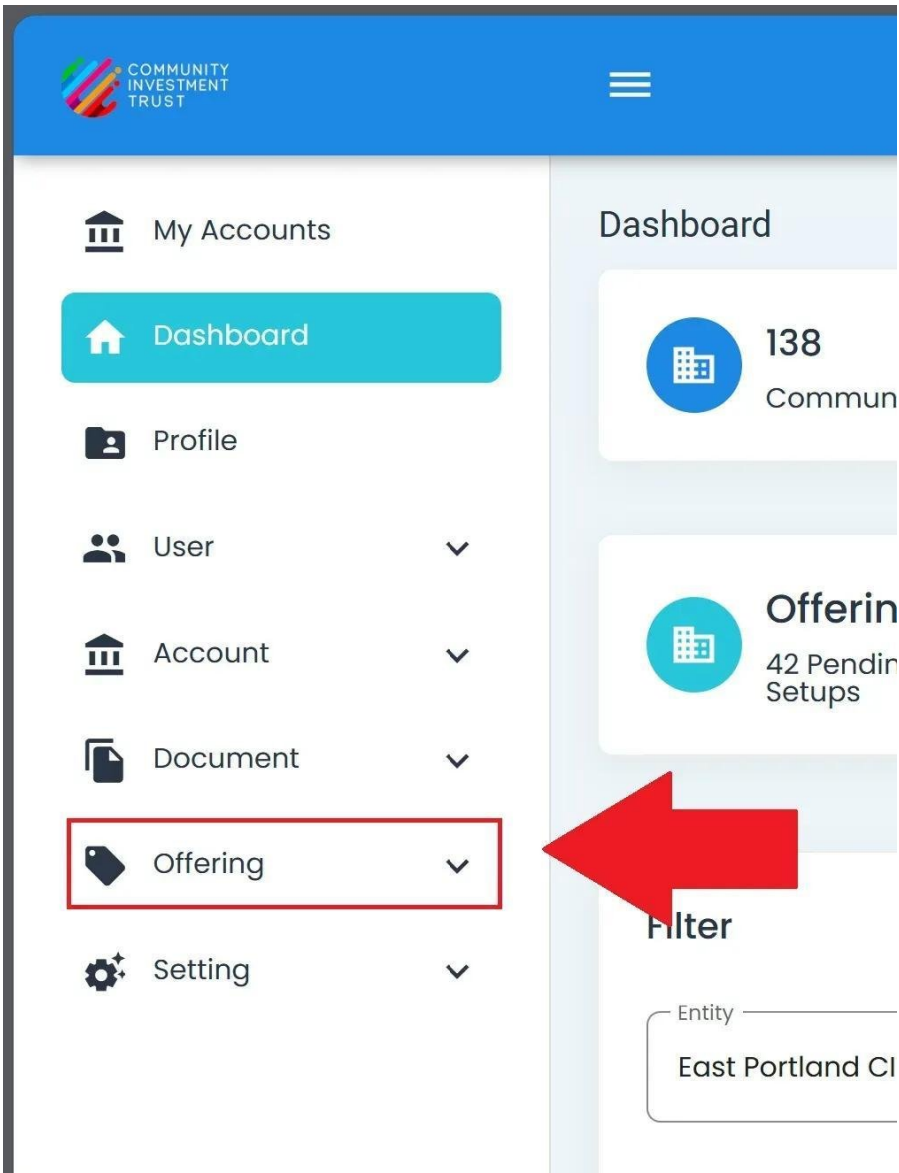 COMMUNITY
INVESTMENT
TRUST
My Accounts
Dashboard
Profile
User
Account
Document
Offering
Setting
Dashboard
138
Commun
Offerin
42 Pendin
Setups
Filter
Entity
East Portland CI